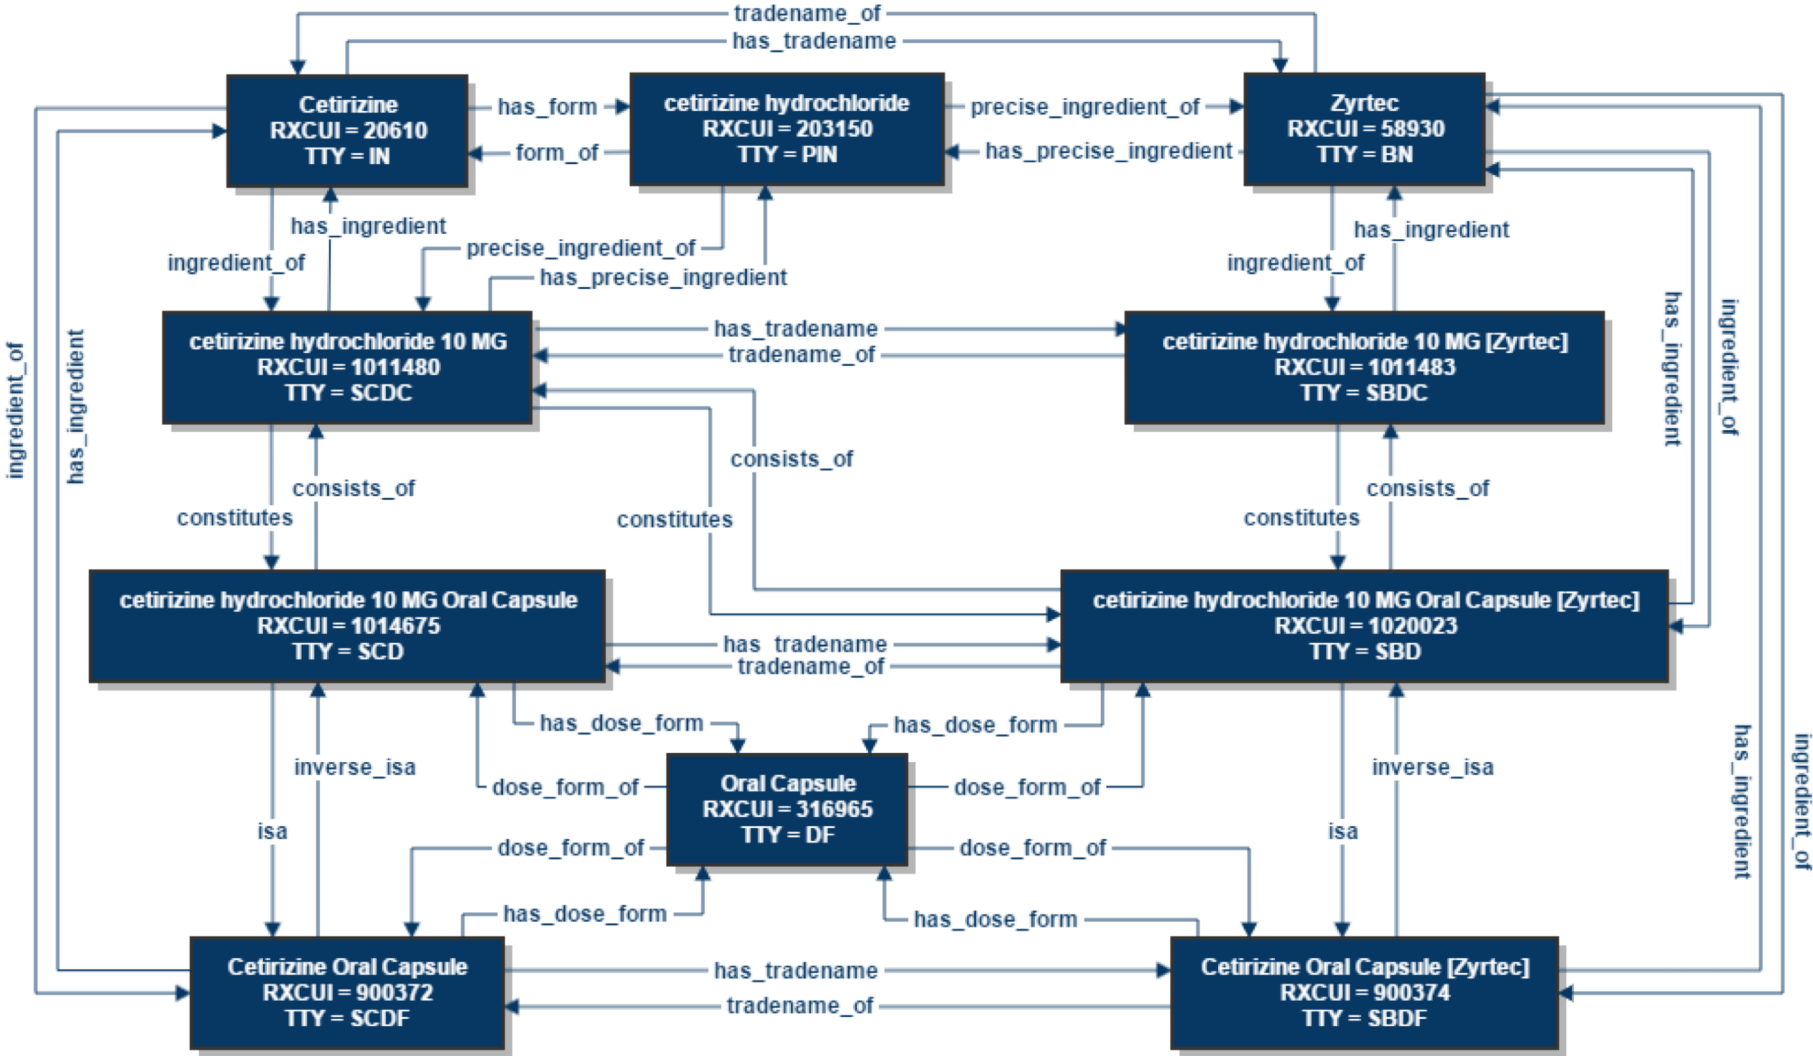 tradename_of
has_tradename
Cetirizine
RXCUI = 20610
TTY = IN
has_form
form_of
cetirizine hydrochloride
RXCUI = 203150
TTY = PIN
precise_ingredient_of
has_precise_ingredient
Zyrtec
RXCUI = 58930
TTY = BN
has_ingredient
ingredient_of
precise_ingredient_of
has_precise_ingredient
has_ingredient
ingredient_of
cetirizine hydrochloride 10 MG
RXCUI = 1011480
TTY = SCDC
has_tradename
tradename_of
cetirizine hydrochloride 10 MG [Zyrtec]
RXCUI = 1011483
TTY = SBDC
ingredient_of
has_ingredient
has_ingredient
ingredient_of
consists_of
constitutes
consists_of
constitutes
consists_of
constitutes
cetirizine hydrochloride 10 MG Oral Capsule
RXCUI = 1014675
TTY = SCD
has_tradename
tradename_of
cetirizine hydrochloride 10 MG Oral Capsule [Zyrtec]
RXCUI = 1020023
TTY = SBD
has_dose_form
has_dose_form
inverse_isa
isa
dose_form_of
Oral Capsule
RXCUI = 316965
TTY = DF
dose_form_of
inverse_isa
isa
has_ingredient
ingredient_of
dose_form_of
dose_form_of
has_dose_form
has_dose_form
Cetirizine Oral Capsule
RXCUI = 900372
TTY = SCDF
has_tradename
tradename_of
Cetirizine Oral Capsule [Zyrtec]
RXCUI = 900374
TTY = SBDF